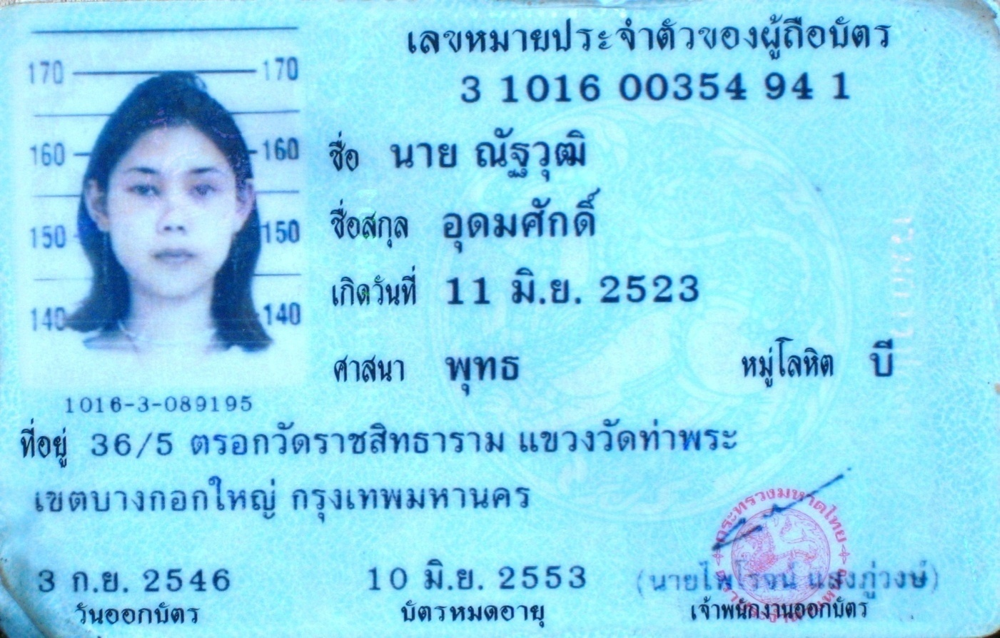 เลขหมายประจำตัวของผู้ถือบัตร
3 1016 00354 94 1
170 170
160 160
150 150
140 140
ชื่อ นาย ณัฐวุฒิ
ชื่อสกุล อุดมศักดิ์
เกิดวันที่ 11 มิ.ย. 2523
ศาสนา พุทธ หมู่โลหิต บี
1016-3-089195
ที่อยู่ 36/5 ตรอกวัดราชสิทธาราม แขวงวัดท่าพระ
เขตบางกอกใหญ่ กรุงเทพมหานคร
กระทรวงมหาดไทย
3 ก.ย. 2546 10 มิ.ย. 2553 (นายไพโรจน์ แสงภู่วงษ์)
วันออกบัตร บัตรหมดอายุ เจ้าพนักงานออกบัตร